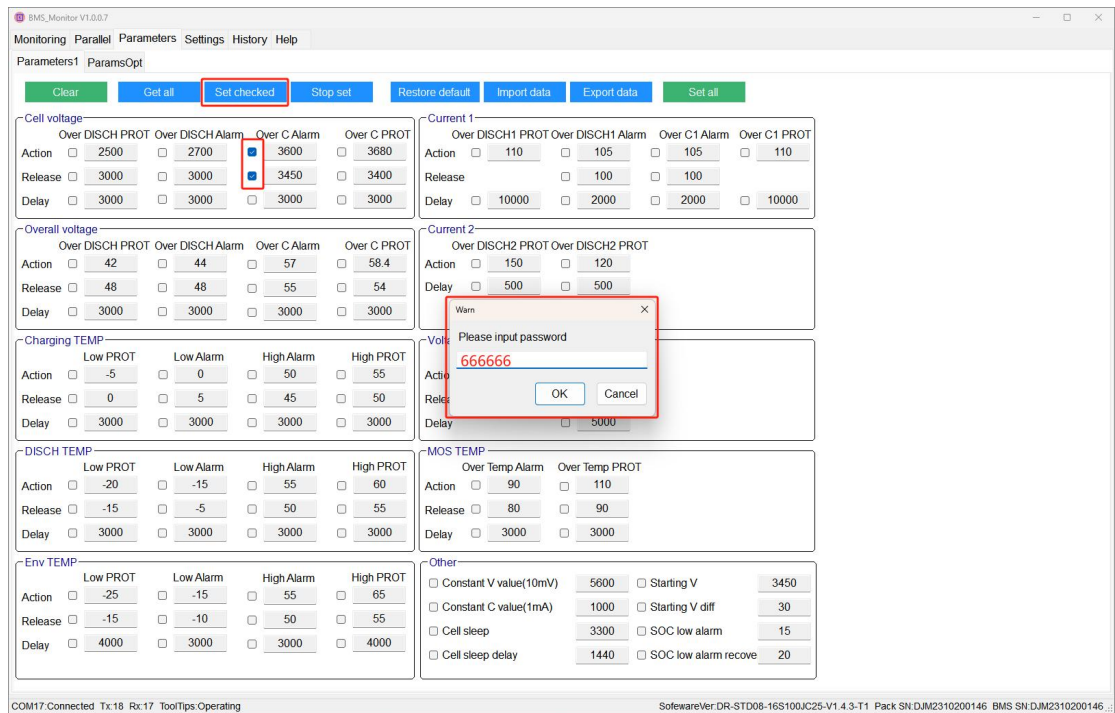 BMS_Monitor V1.0.0.7
Monitoring Parallel Parameters Settings History Help
Parameters1 ParamsOpt
Clear Get all Set checked Stop set Restore default Import data Export data Set all
Cell voltage
Over DISCH PROT Over DISCH Alarm Over C Alarm Over C PROT
Action 2500 2700 3600 3680
Release 3000 3000 3450 3400
Delay 3000 3000 3000 3000
Current 1
Over DISCH1 PROT Over DISCH1 Alarm Over C1 Alarm Over C1 PROT
Action 110 105 105 110
Release 100 100
Delay 10000 2000 2000 10000
Overall voltage
Over DISCH PROT Over DISCH Alarm Over C Alarm Over C PROT
Action 42 44 57 58.4
Release 48 48 55 54
Delay 3000 3000 3000 3000
Current 2
Over DISCH2 PROT Over DISCH2 PROT
Action 150 120
Delay 500 500
Warn
Please input password
666666
OK Cancel
Charging TEMP
Low PROT Low Alarm High Alarm High PROT
Action -5 0 50 55
Release 0 5 45 50
Delay 3000 3000 3000 3000
Delay 5000
DISCH TEMP
Low PROT Low Alarm High Alarm High PROT
Action -20 -15 55 60
Release -15 -5 50 55
Delay 3000 3000 3000 3000
MOS TEMP
Over Temp Alarm Over Temp PROT
Action 90 110
Release 80 90
Delay 3000 3000
Env TEMP
Low PROT Low Alarm High Alarm High PROT
Action -25 -15 55 65
Release -15 -10 50 55
Delay 4000 3000 3000 4000
Other
Constant V value(10mV) 5600 Starting V 3450
Constant C value(1mA) 1000 Starting V diff 30
Cell sleep 3300 SOC low alarm 15
Cell sleep delay 1440 SOC low alarm recove 20
COM17:Connected Tx:18 Rx:17 ToolTips:Operating SofewareVer:DR-STD08-16S100JC25-V1.4.3-T1 Pack SN:DJM2310200146 BMS SN:DJM2310200146